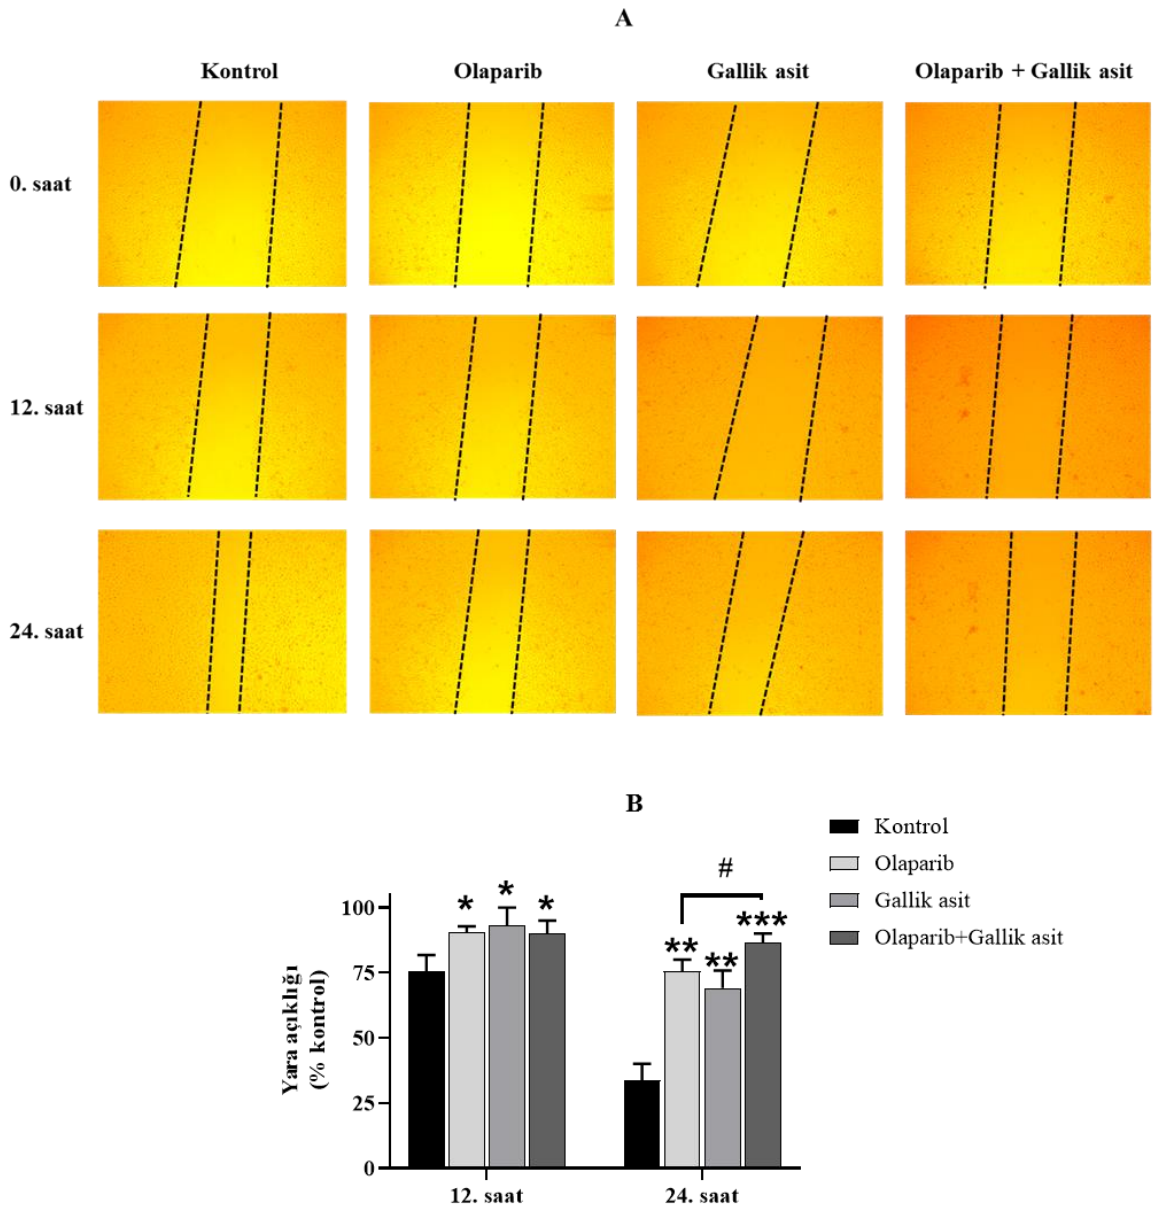 A
Kontrol
Olaparib
Gallik asit
Olaparib + Gallik asit
0. saat
12. saat
24. saat
B
Kontrol
Olaparib
Gallik asit
Olaparib+Gallik asit
Yara açıklığı
(% kontrol)
100
75
50
25
0
*
*
*
#
**
**
***
12. saat
24. saat